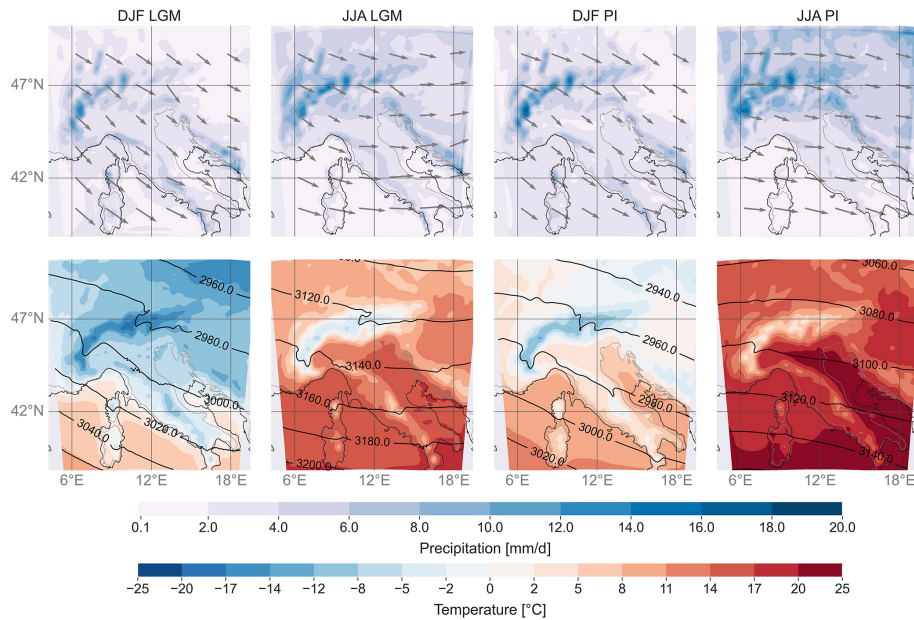 DJF LGM JJA LGM DJF PI JJA PI
47°N
42°N
2960.0 3120.0 2940.0 3060.0
47°N 3080.0
2980.0 3140.0 2960.0 3100.0
42°N 3000.0 3160.0 2980.0 3120.0
3040.0 3020.0 3180.0 3000.0 3140.0
3200.0 3020.0
6°E 12°E 18°E 6°E 12°E 18°E 6°E 12°E 18°E 6°E 12°E 18°E
0.1 2.0 4.0 6.0 8.0 10.0 12.0 14.0 16.0 18.0 20.0
Precipitation [mm/d]
−25 −20 −17 −14 −11 −8 −5 −2 0 2 5 8 11 14 17 20 25
Temperature [°C]